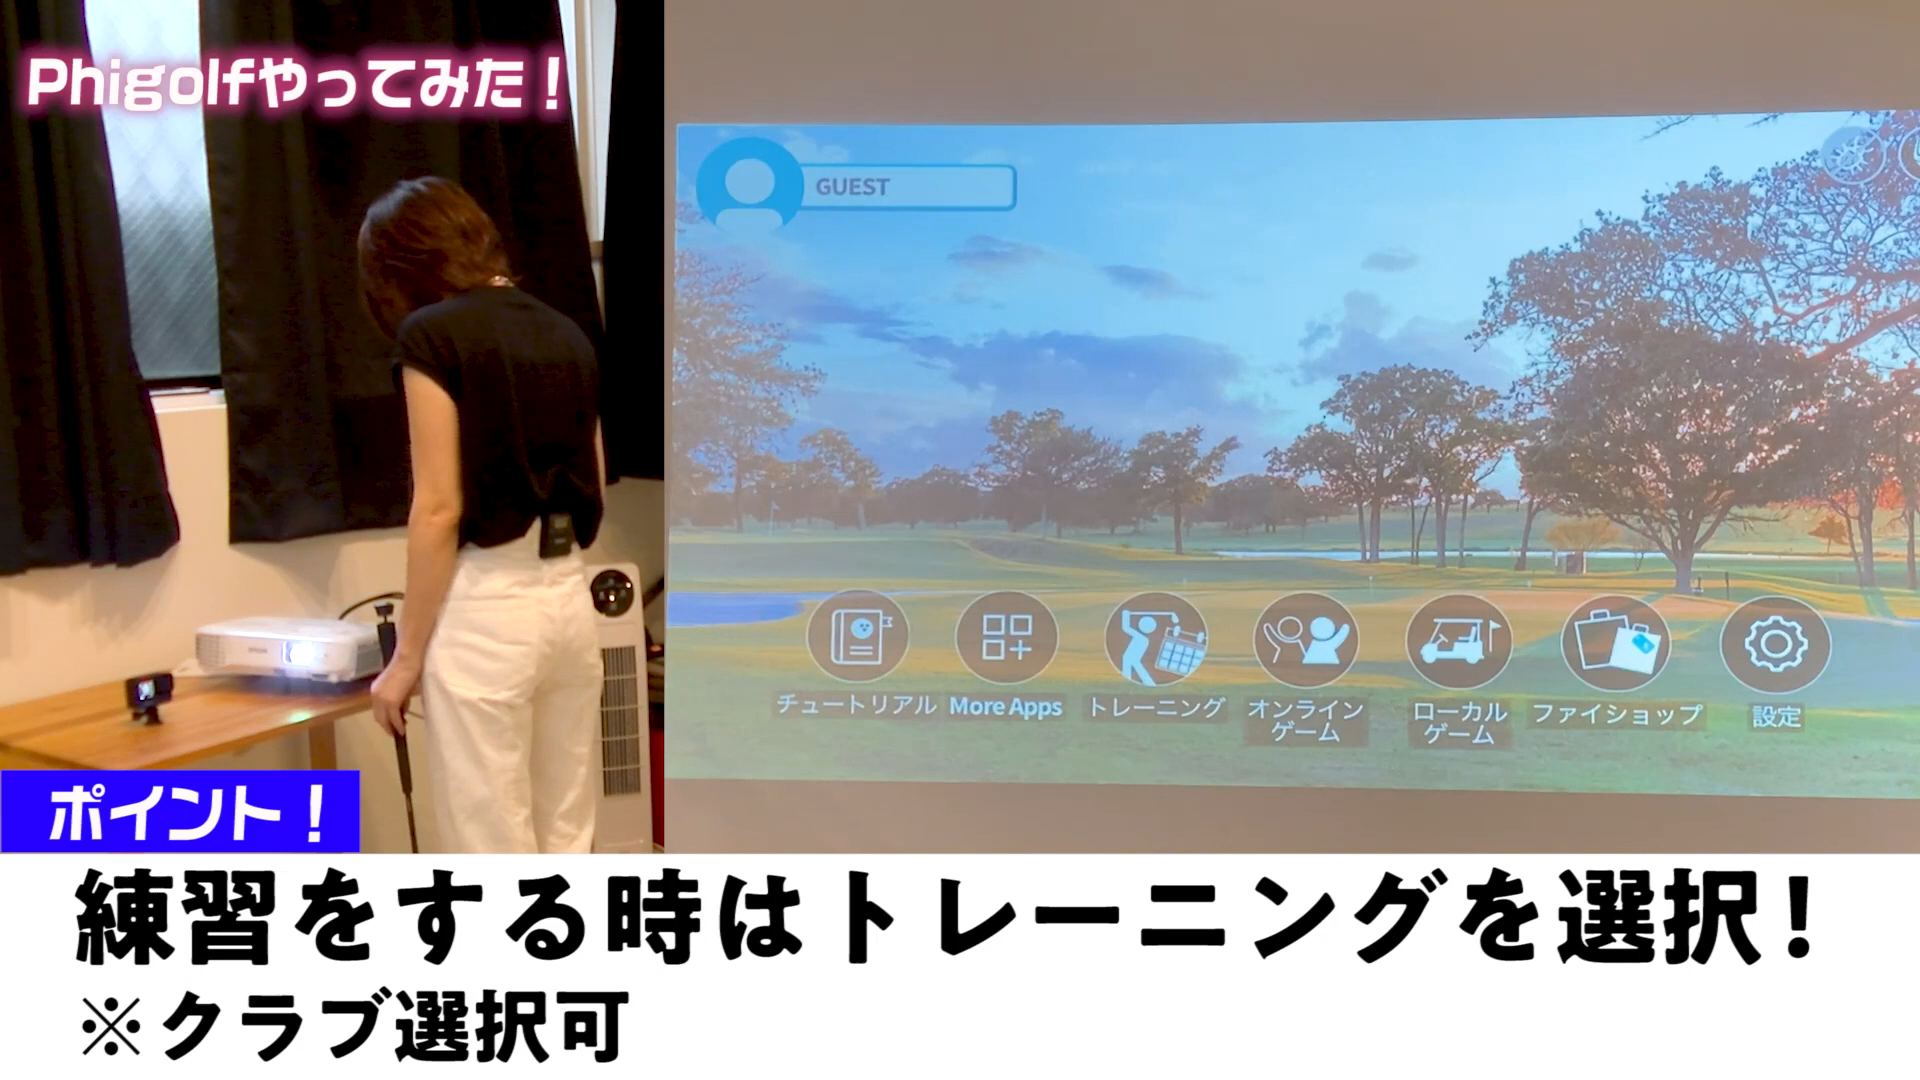 Phigolfやってみた！
GUEST
チュートリアル
More Apps
トレーニング
オンライン
ゲーム
ローカル
ゲーム
ファイショップ
設定
ポイント！
練習をする時はトレーニングを選択！
※クラブ選択可